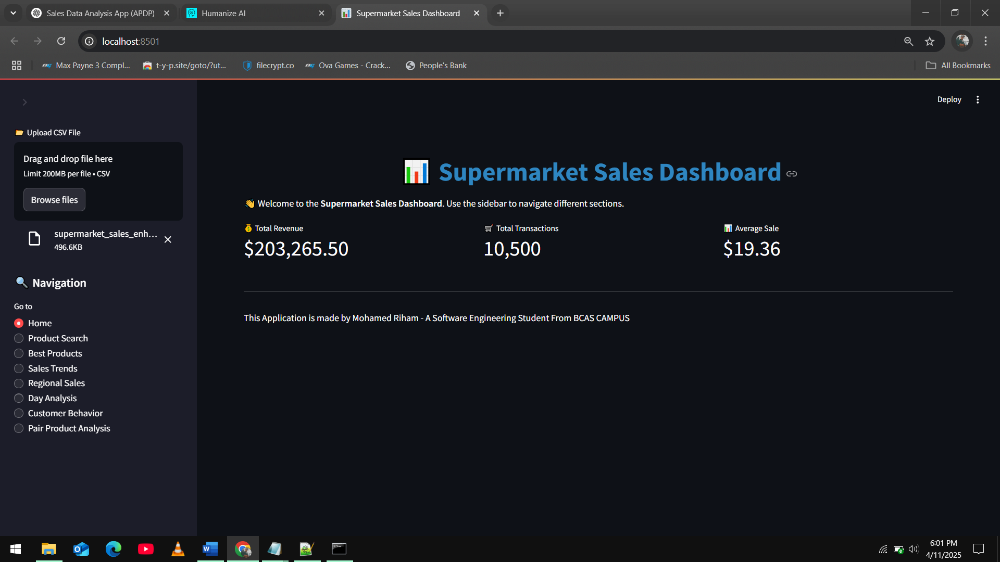 Sales Data Analysis App (APDP)
Humanize AI
Supermarket Sales Dashboard
localhost:8501
Max Payne 3 Compl...
t-y-p.site/goto/?ut...
filecrypt.co
Ova Games - Crack...
People's Bank
All Bookmarks
Deploy
Upload CSV File
Drag and drop file here
Limit 200MB per file • CSV
Browse files
supermarket_sales_enh...
496.6KB
Navigation
Go to
Home
Product Search
Best Products
Sales Trends
Regional Sales
Day Analysis
Customer Behavior
Pair Product Analysis
Supermarket Sales Dashboard
Welcome to the Supermarket Sales Dashboard. Use the sidebar to navigate different sections.
Total Revenue
$203,265.50
Total Transactions
10,500
Average Sale
$19.36
This Application is made by Mohamed Riham - A Software Engineering Student From BCAS CAMPUS
6:01 PM
4/11/2025